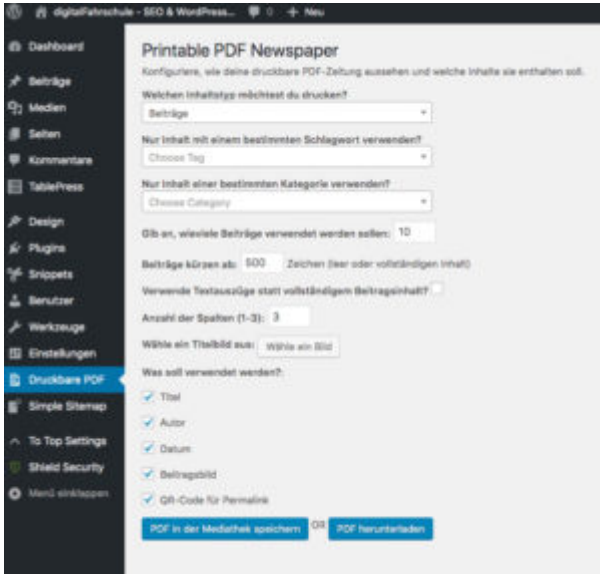 digitalFahrschule - SEO & WordPress... 0 + Neu
Dashboard
Beiträge
Medien
Seiten
Kommentare
TablePress
Design
Plugins
Snippets
Benutzer
Werkzeuge
Einstellungen
Druckbare PDF
Simple Sitemap
To Top Settings
Shield Security
Menü einklappen
Printable PDF Newspaper
Konfiguriere, wie deine druckbare PDF-Zeitung aussehen und welche Inhalte sie enthalten soll.
Welchen Inhaltstyp möchtest du drucken?
Beiträge
Nur Inhalt mit einem bestimmten Schlagwort verwenden?
Choose Tag
Nur Inhalt einer bestimmten Kategorie verwenden?
Choose Category
Gib an, wieviele Beiträge verwendet werden sollen: 10
Beiträge kürzen ab: 500 Zeichen (leer oder vollständigen Inhalt)
Verwende Textauszüge statt vollständigem Beitragsinhalt?
Anzahl der Spalten (1-3): 3
Wähle ein Titelbild aus: Wähle ein Bild
Was soll verwendet werden?:
Titel
Autor
Datum
Beitragsbild
QR-Code für Permalink
PDF in der Mediathek speichern OR PDF herunterladen